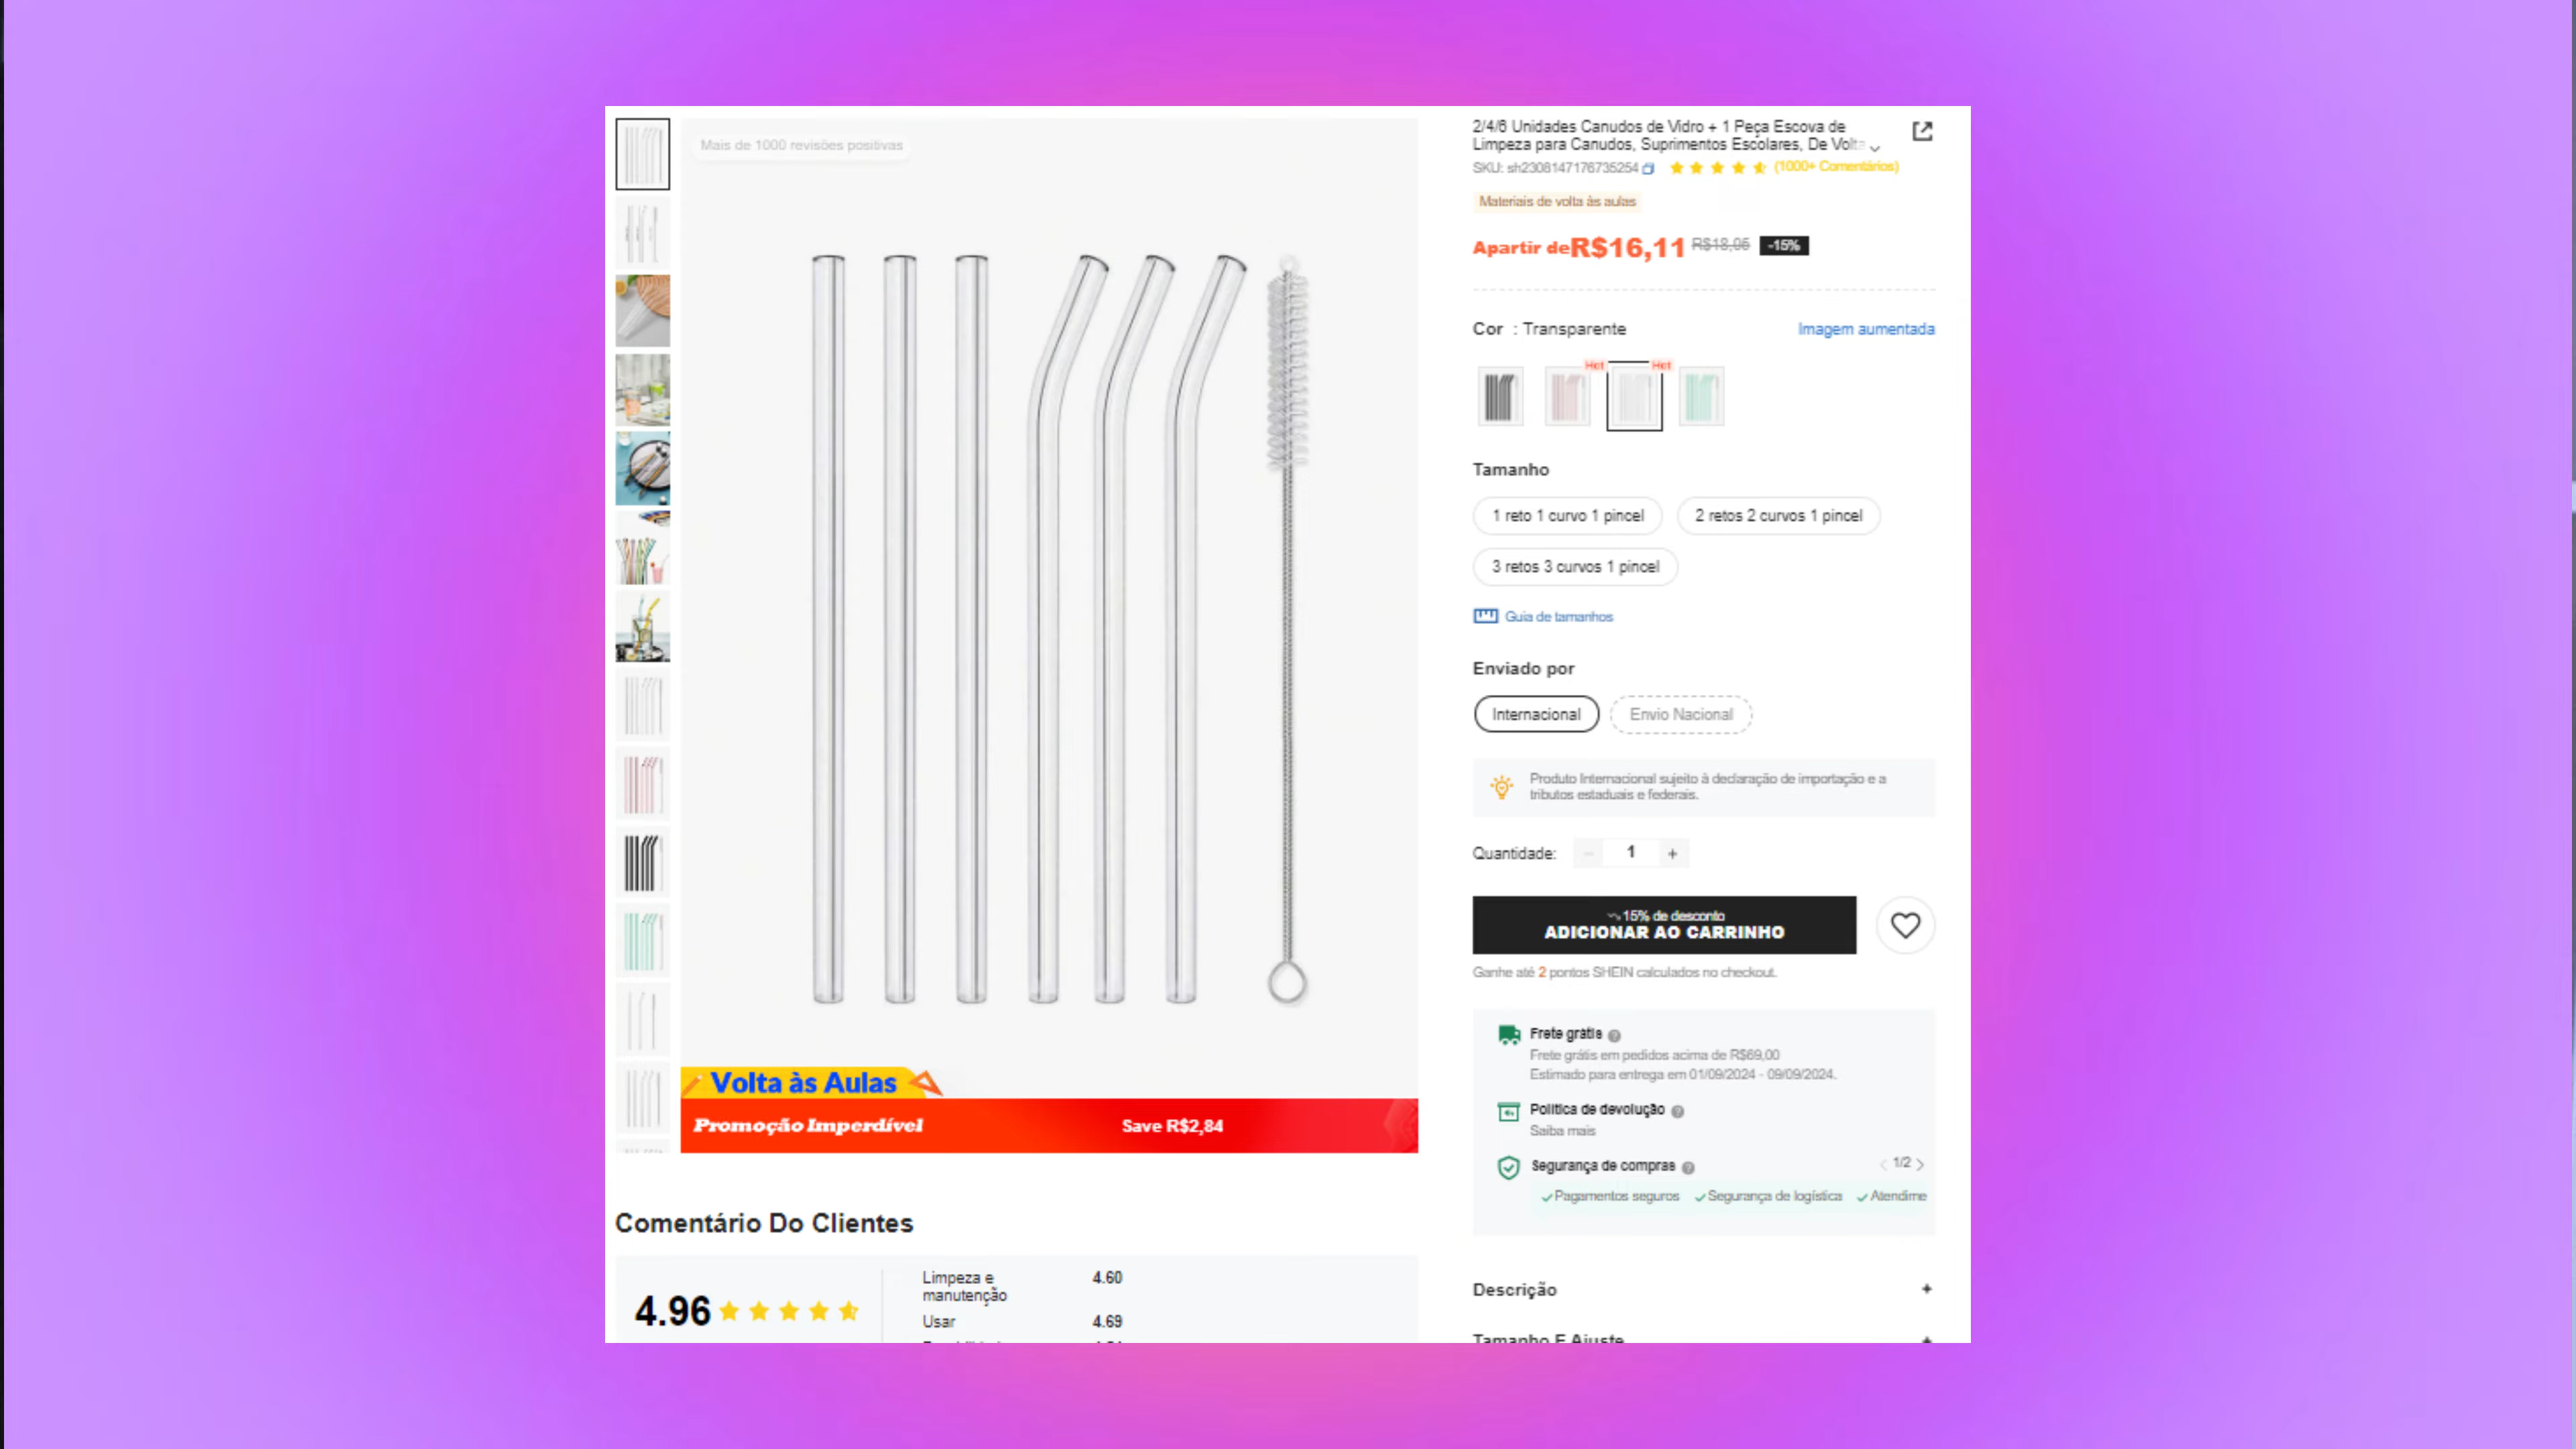 Mais de 1000 revisões positivas
Volta às Aulas
Promoção Imperdível
Save R$2,84
Comentário Do Clientes
4.96
Limpeza e
manutenção
4.60
Usar
4.69
2/4/6 Unidades Canudos de Vidro + 1 Peça Escova de
Limpeza para Canudos, Suprimentos Escolares, De Volta
SKU: sh2308147176735254
(1000+ Comentários)
Materiais de volta às aulas
Apartir deR$16,11 R$18,95 -15%
Cor : Transparente
Imagem aumentada
Hot
Hot
Tamanho
1 reto 1 curvo 1 pincel
2 retos 2 curvos 1 pincel
3 retos 3 curvos 1 pincel
Guia de tamanhos
Enviado por
Internacional
Envio Nacional
Produto Internacional sujeito à declaração de importação e a
tributos estaduais e federais.
Quantidade:
1
15% de desconto
ADICIONAR AO CARRINHO
Ganhe até 2 pontos SHEIN calculados no checkout.
Frete grátis
Frete grátis em pedidos acima de R$69,00
Estimado para entrega em 01/09/2024 - 09/09/2024.
Política de devolução
Saiba mais
Segurança de compras
1/2
Pagamentos seguros
Segurança de logística
Atendime
Descrição
Tamanho E Ajuste